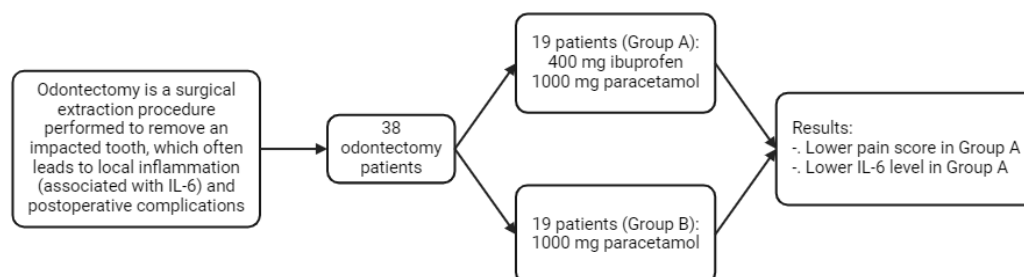 Odontectomy is a surgical
extraction procedure
performed to remove an
impacted tooth, which often
leads to local inflammation
(associated with IL-6) and
postoperative complications
38
odontectomy
patients
19 patients (Group A):
400 mg ibuprofen
1000 mg paracetamol
19 patients (Group B):
1000 mg paracetamol
Results:
-. Lower pain score in Group A
-. Lower IL-6 level in Group A